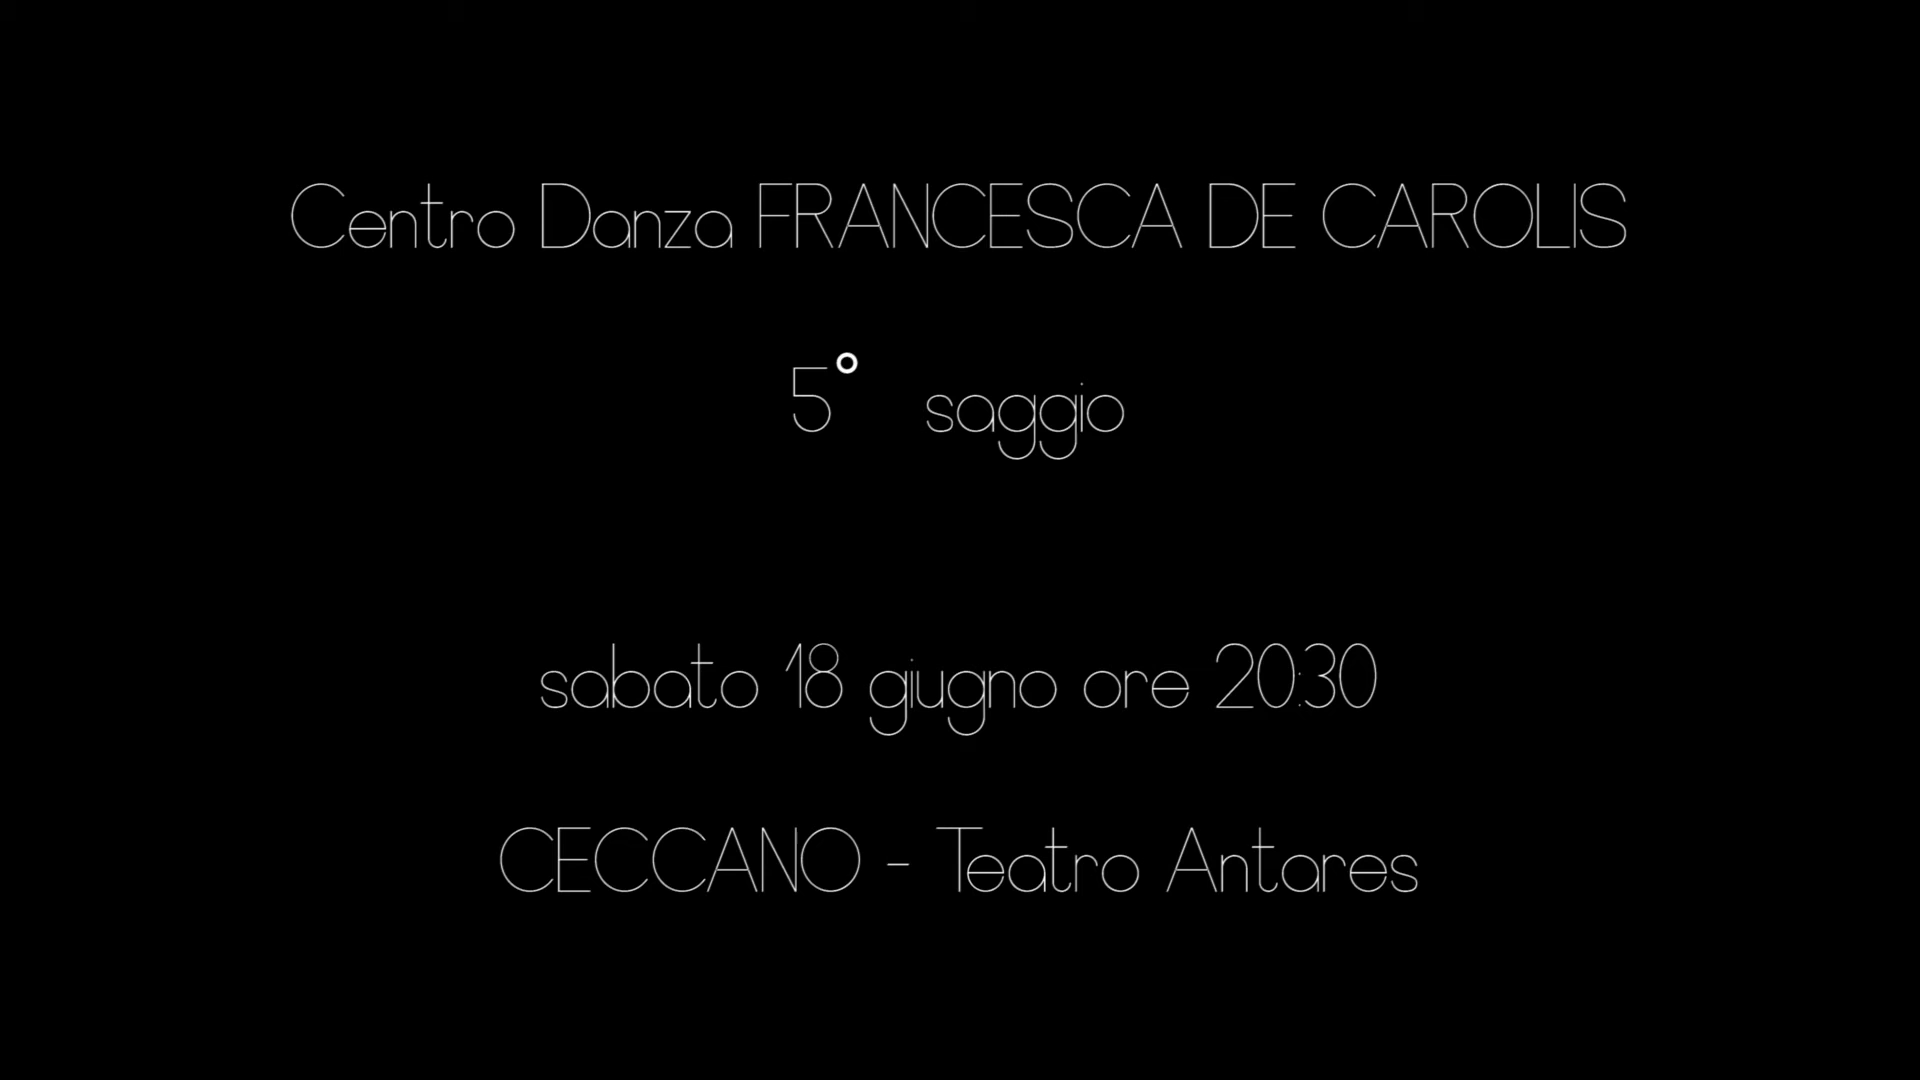 Centro Danza FRANCESCA DE CAROLIS
5° saggio
sabato 18 giugno ore 20:30
CECCANO - Teatro Antares